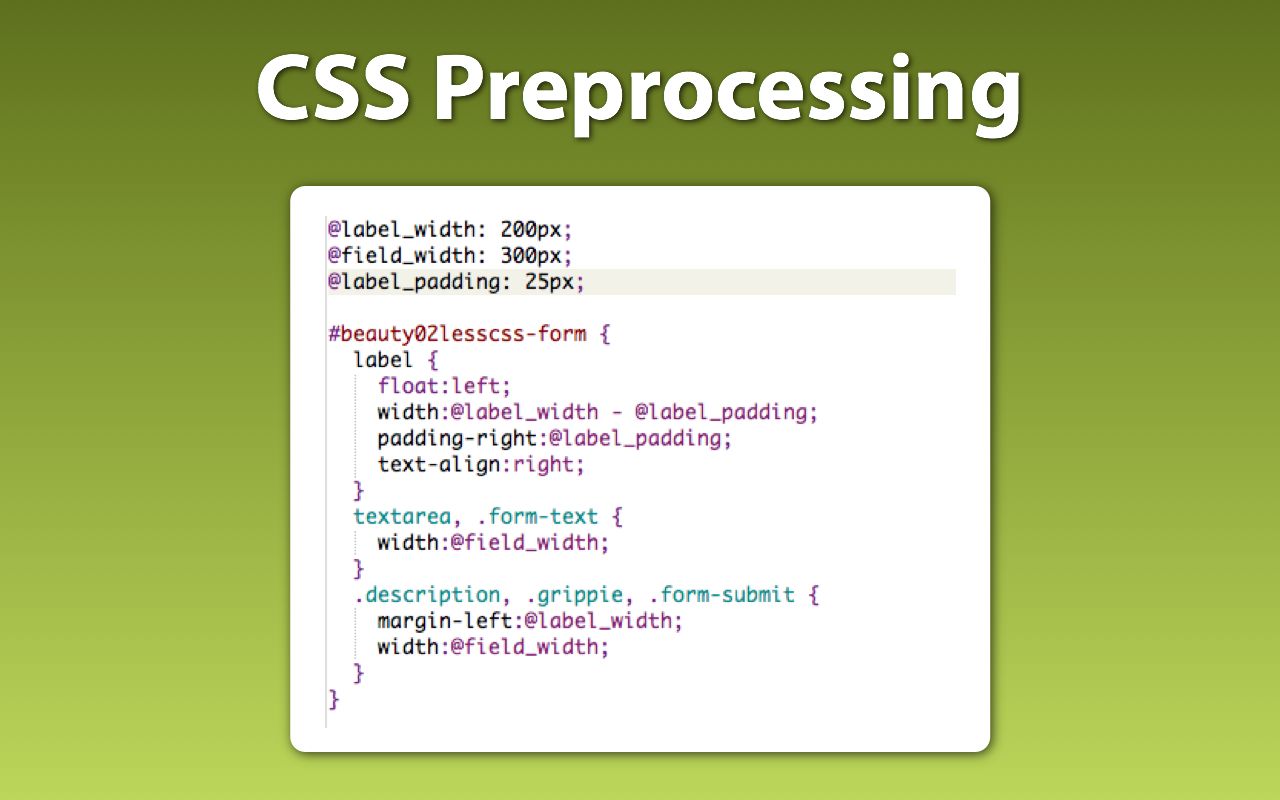 CSS Preprocessing
@label_width: 200px;
@field_width: 300px;
@label_padding: 25px;
#beauty02lesscss-form {
label {
float:left;
width:@label_width - @label_padding;
padding-right:@label_padding;
text-align:right;
}
textarea, .form-text {
width:@field_width;
}
.description, .grippie, .form-submit {
margin-left:@label_width;
width:@field_width;
}
}